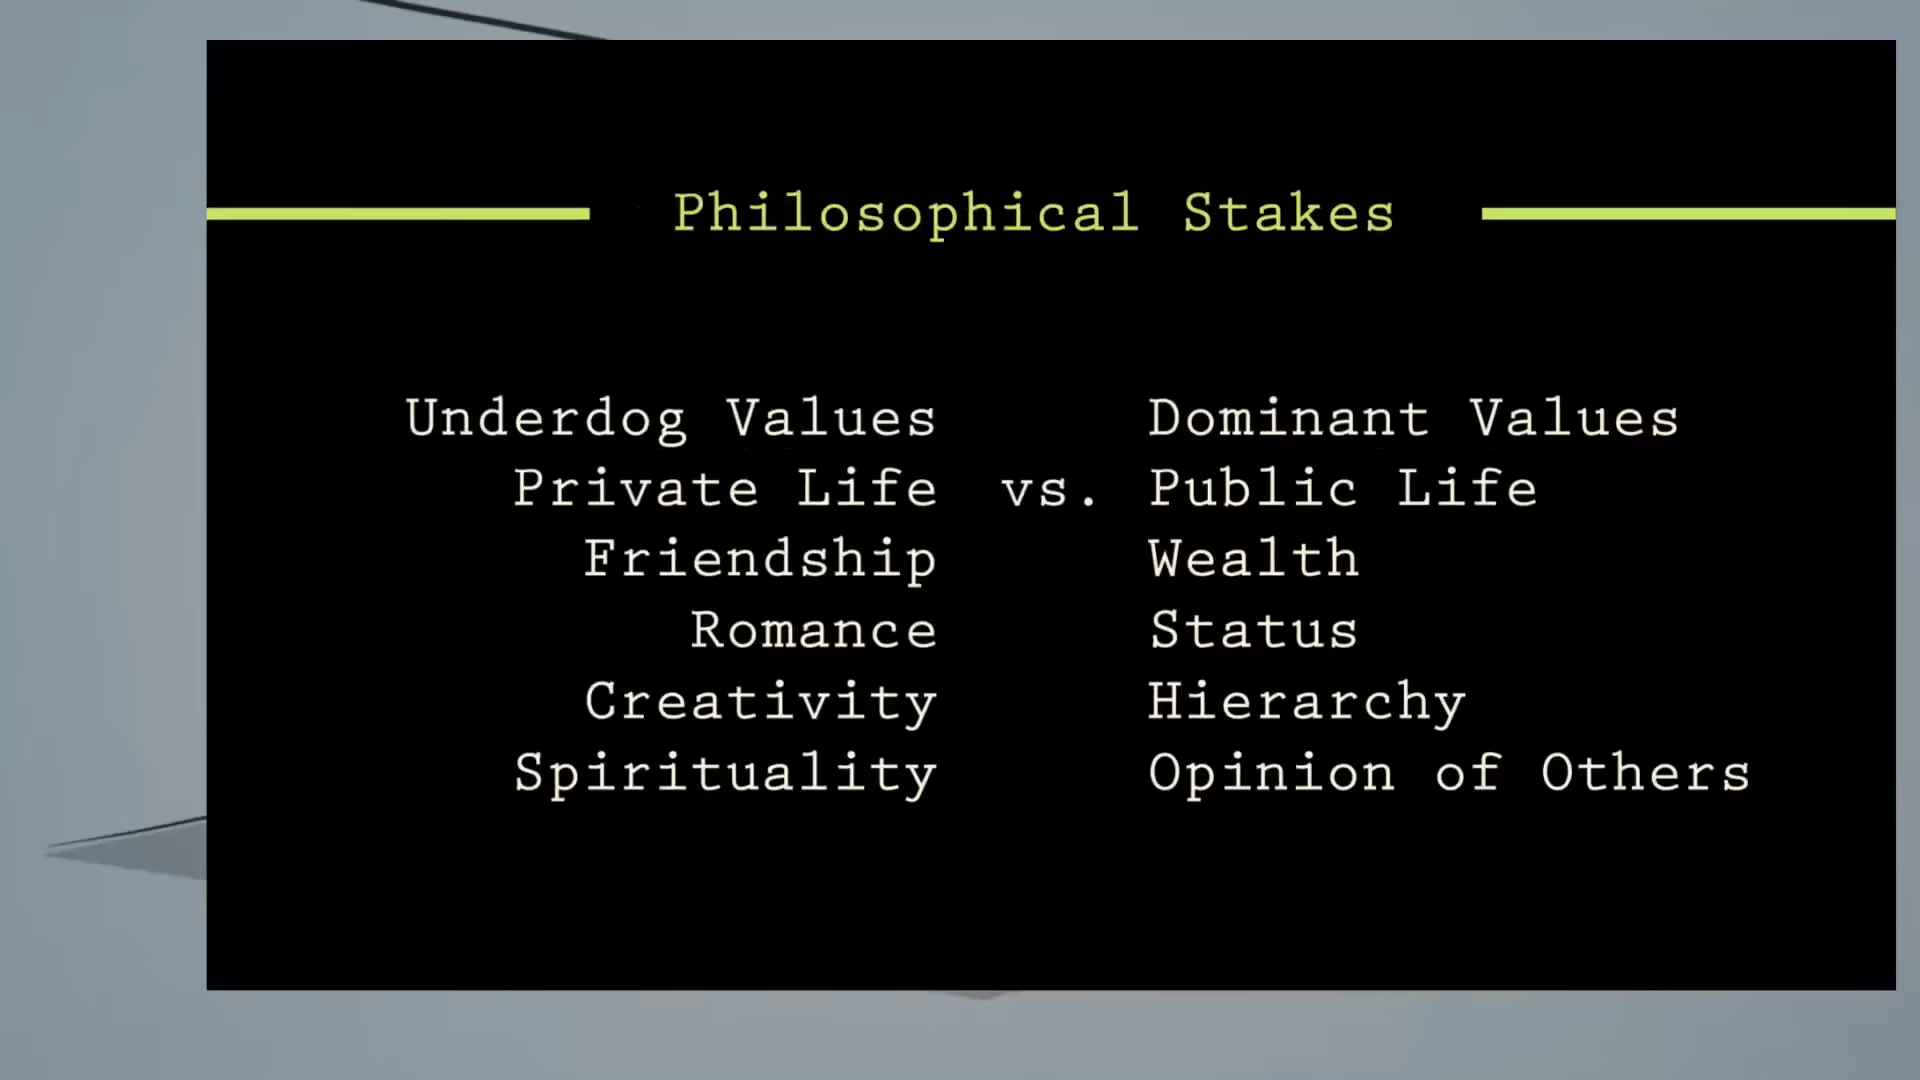 Philosophical Stakes
Underdog Values Dominant Values
Private Life vs. Public Life
Friendship Wealth
Romance Status
Creativity Hierarchy
Spirituality Opinion of Others